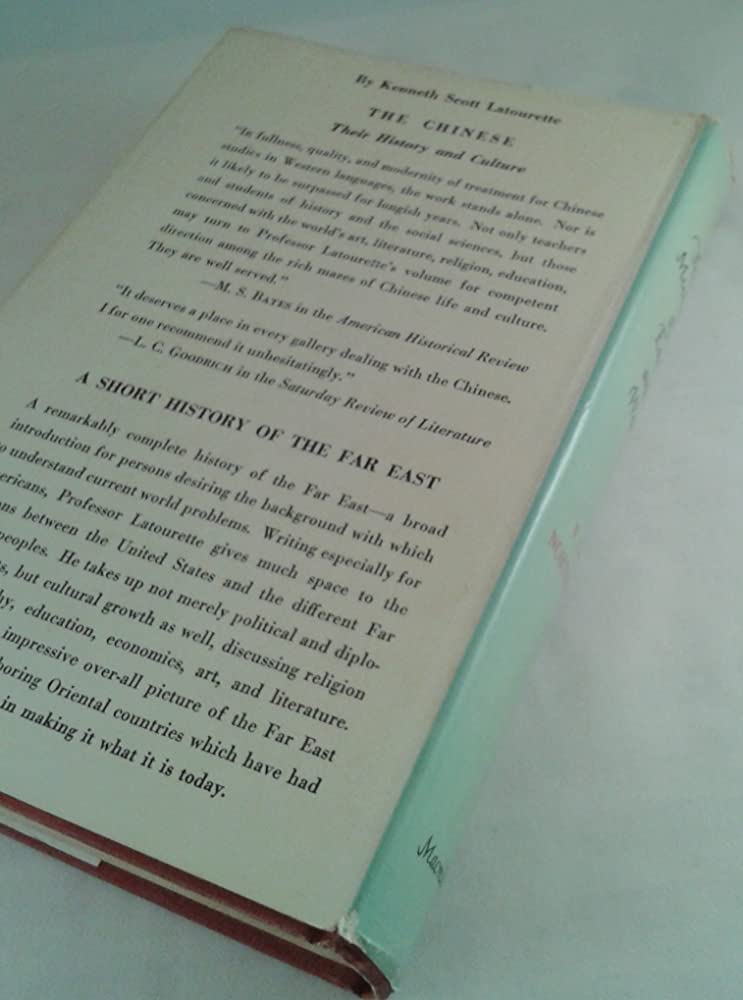 By Kenneth Scott Latourette
THE CHINESE
Their History and Culture
"In fullness, quality, and modernity of treatment for Chinese
studies in Western languages, the work stands alone. Nor is
it likely to be surpassed for longish years. Not only teachers
and students of history and the social sciences, but those
concerned with the world's art, literature, religion, education,
may turn to Professor Latourette's volume for competent
direction among the rich mazes of Chinese life and culture.
They are well served."
—M. S. BATES in the American Historical Review
"It deserves a place in every gallery dealing with the Chinese.
I for one recommend it unhesitatingly."
—L. C. GOODRICH in the Saturday Review of Literature
A SHORT HISTORY OF THE FAR EAST
A remarkably complete history of the Far East—a broad
introduction for persons desiring the background with which
understand current world problems. Writing especially for
ericans, Professor Latourette gives much space to the
ns between the United States and the different Far
peoples. He takes up not merely political and diplo-
s, but cultural growth as well, discussing religion
hy, education, economics, art, and literature.
impressive over-all picture of the Far East
boring Oriental countries which have had
in making it what it is today.